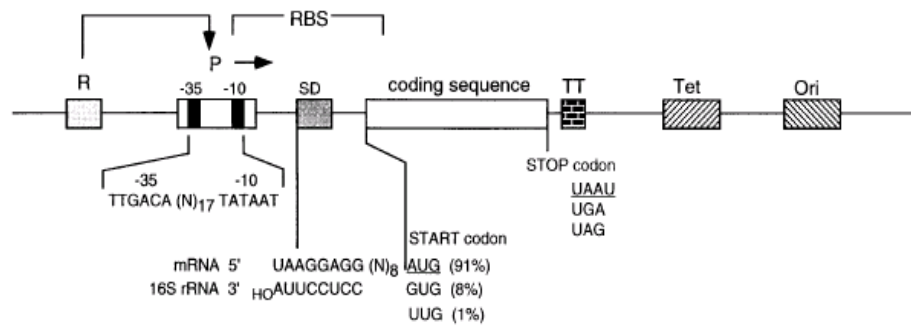 RBS
P
R
-35 -10 SD coding sequence TT Tet Ori
-35 -10
TTGACA (N)17 TATAAT
STOP codon
UAAU
UGA
UAG
START codon
mRNA 5' UAAGGAGG (N)8 AUG (91%)
16S rRNA 3' HOAUUCCUCC GUG (8%)
UUG (1%)